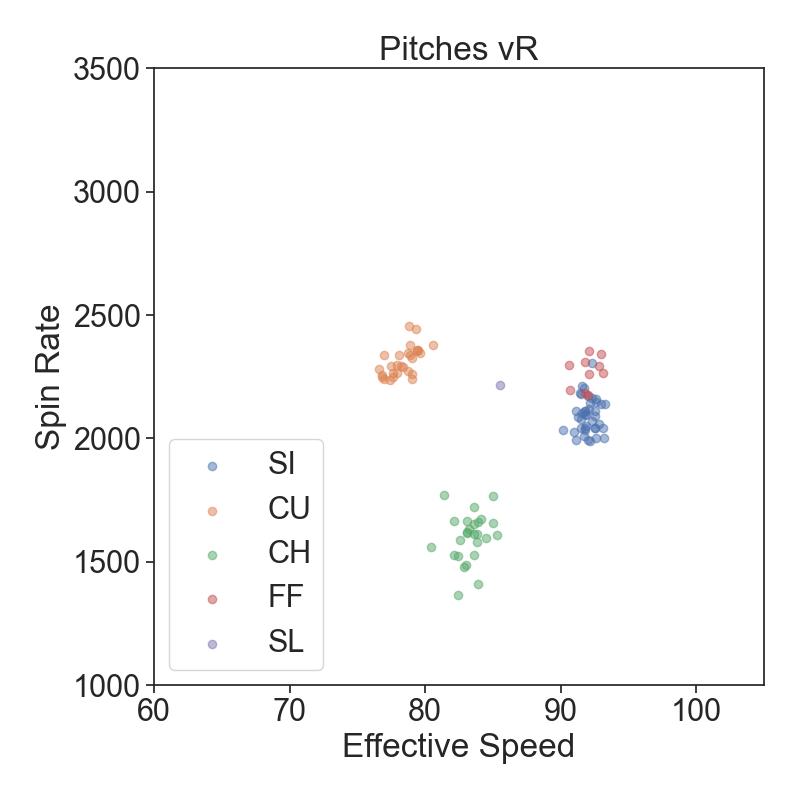 Pitches vR
3500
3000
2500
2000
1500
1000
Spin Rate
SI
CU
CH
FF
SL
60 70 80 90 100
Effective Speed